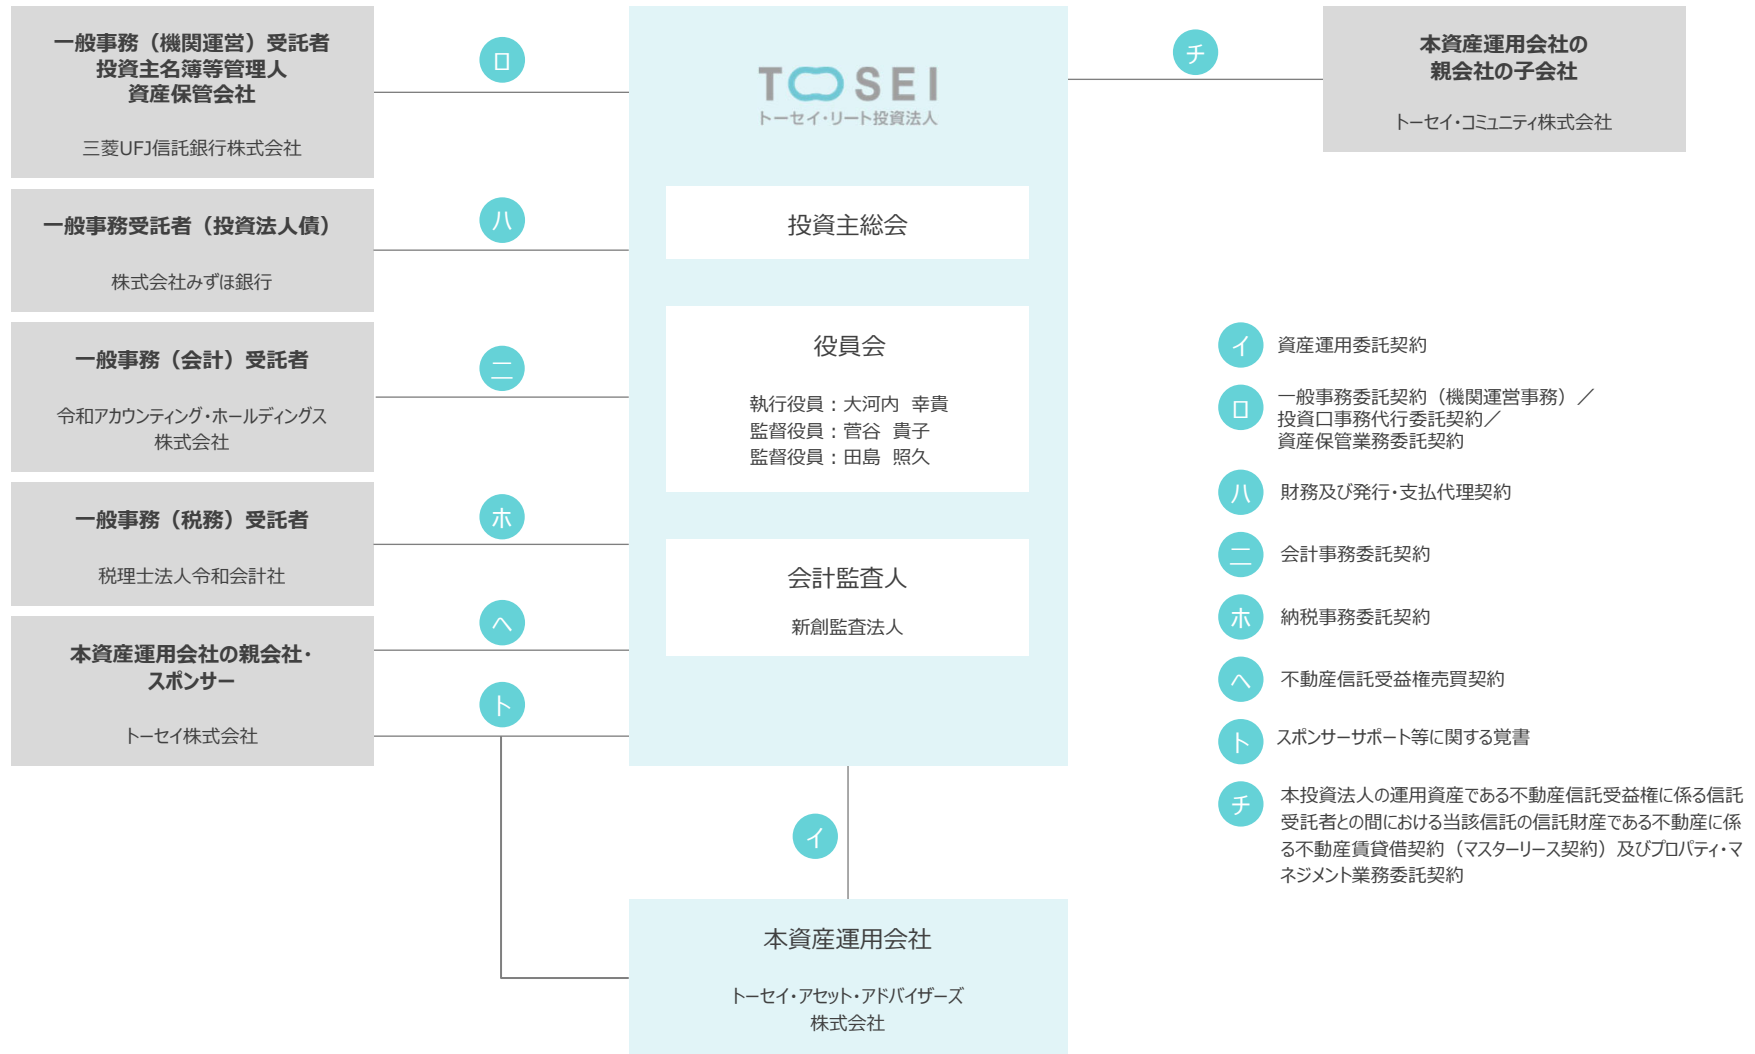 一般事務（機関運営）受託者
投資主名簿等管理人
資産保管会社
三菱UFJ信託銀行株式会社
ロ
一般事務受託者（投資法人債）
株式会社みずほ銀行
ハ
一般事務（会計）受託者
令和アカウンティング・ホールディングス
株式会社
ニ
一般事務（税務）受託者
税理士法人令和会計社
ホ
本資産運用会社の親会社・
スポンサー
トーセイ株式会社
ヘ
ト
TOSEI
トーセイ・リート投資法人
投資主総会
役員会
執行役員：大河内 幸貴
監督役員：菅谷 貴子
監督役員：田島 照久
会計監査人
新創監査法人
イ
本資産運用会社
トーセイ・アセット・アドバイザーズ
株式会社
チ
本資産運用会社の
親会社の子会社
トーセイ・コミュニティ株式会社
イ 資産運用委託契約
ロ 一般事務委託契約（機関運営事務）／
投資口事務代行委託契約／
資産保管業務委託契約
ハ 財務及び発行・支払代理契約
ニ 会計事務委託契約
ホ 納税事務委託契約
ヘ 不動産信託受益権売買契約
ト スポンサーサポート等に関する覚書
チ 本投資法人の運用資産である不動産信託受益権に係る信託
受託者との間における当該信託の信託財産である不動産に係
る不動産賃貸借契約（マスターリース契約）及びプロパティ・マ
ネジメント業務委託契約